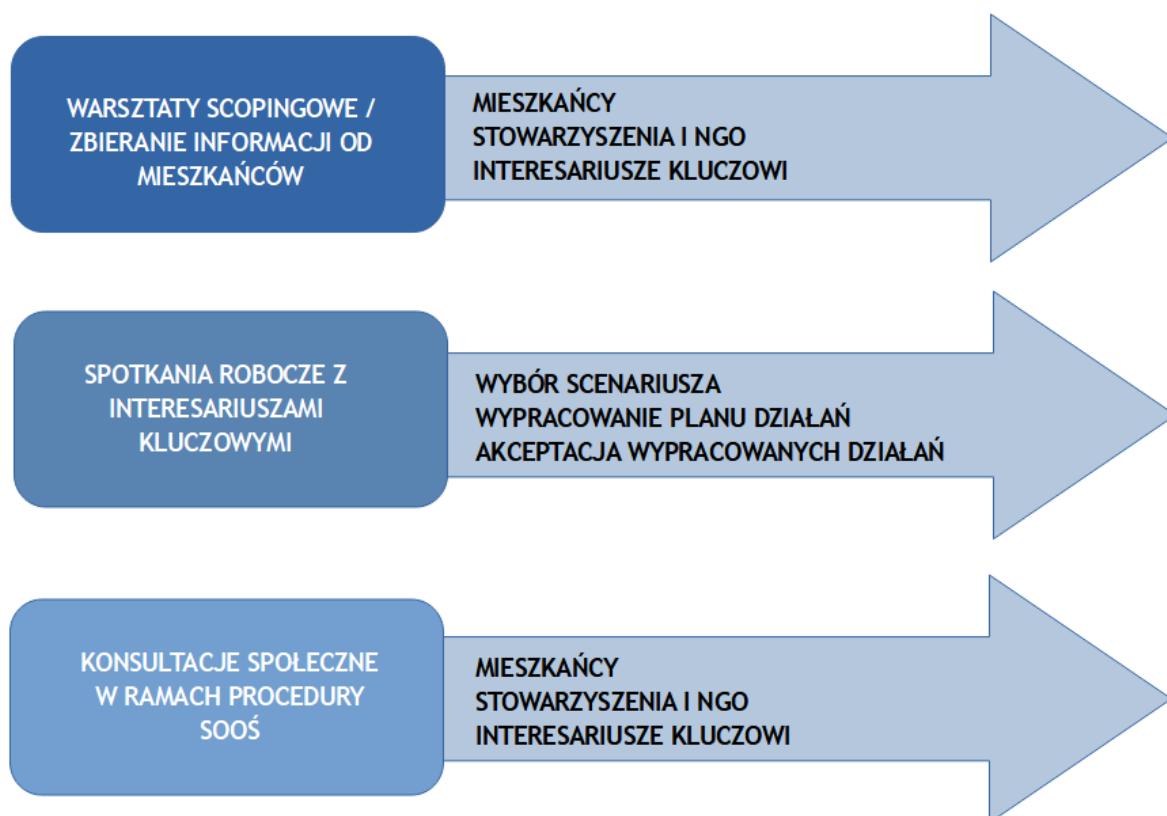 WARSZTATY SCOPINGOWE /
ZBIERANIE INFORMACJI OD
MIESZKAŃCÓW
MIESZKAŃCY
STOWARZYSZENIA I NGO
INTERESARIUSZE KLUCZOWI
SPOTKANIA ROBOCZE Z
INTERESARIUSZAMI
KLUCZOWYMI
WYBÓR SCENARIUSZA
WYPRACOWANIE PLANU DZIAŁAŃ
AKCEPTACJA WYPRACOWANYCH DZIAŁAŃ
KONSULTACJE SPOŁECZNE
W RAMACH PROCEDURY
SOOŚ
MIESZKAŃCY
STOWARZYSZENIA I NGO
INTERESARIUSZE KLUCZOWI